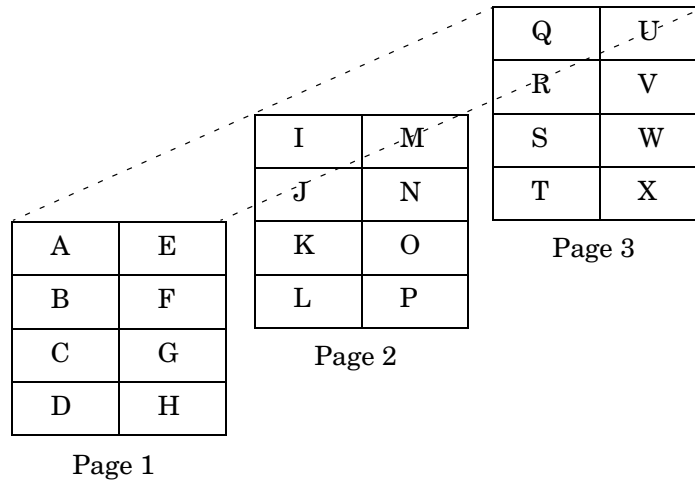 A E
B F
C G
D H
Page 1
I M
J N
K O
L P
Page 2
Q U
R V
S W
T X
Page 3